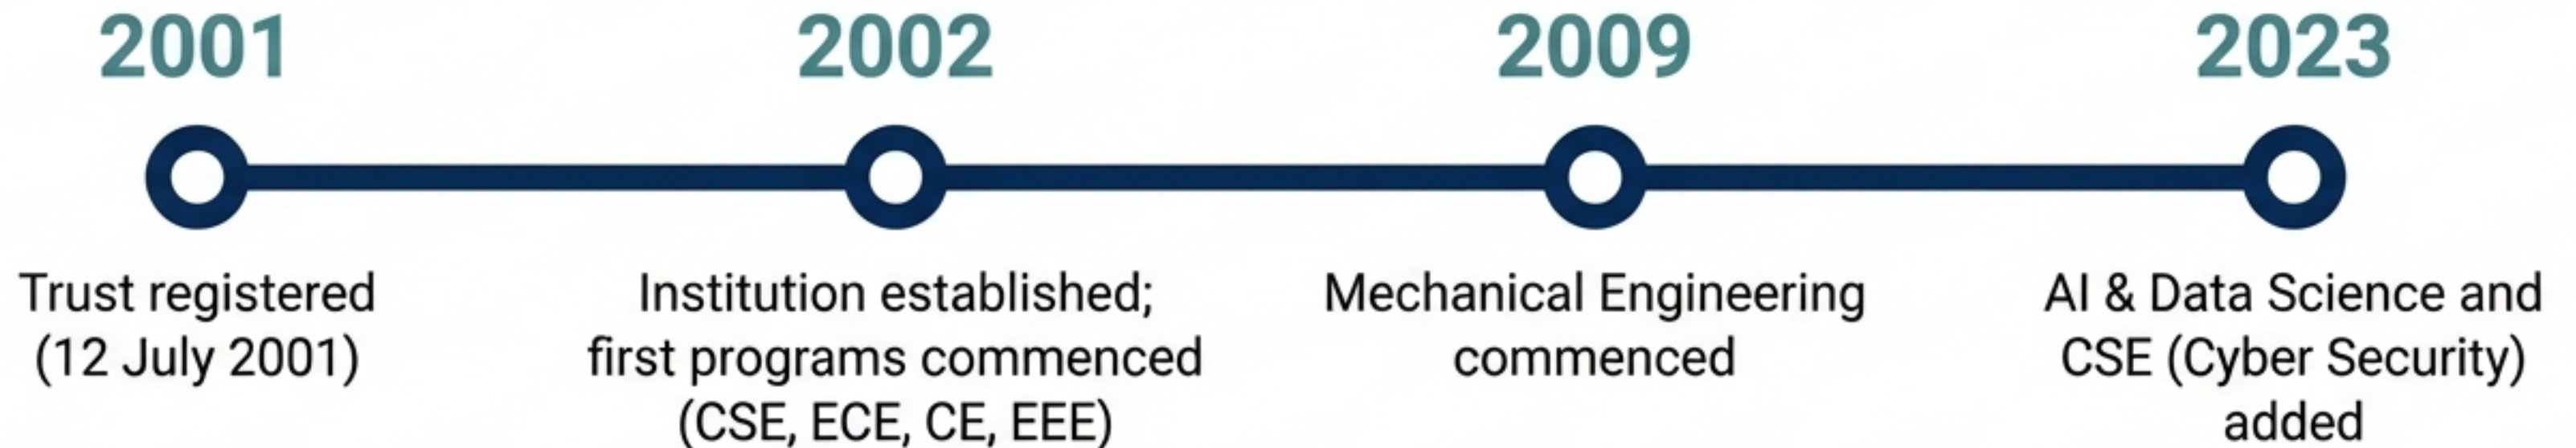 2001
Trust registered
(12 July 2001)
2002
Institution established;
first programs commenced
(CSE, ECE, CE, EEE)
2009
Mechanical Engineering
commenced
2023
AI & Data Science and
CSE (Cyber Security)
added